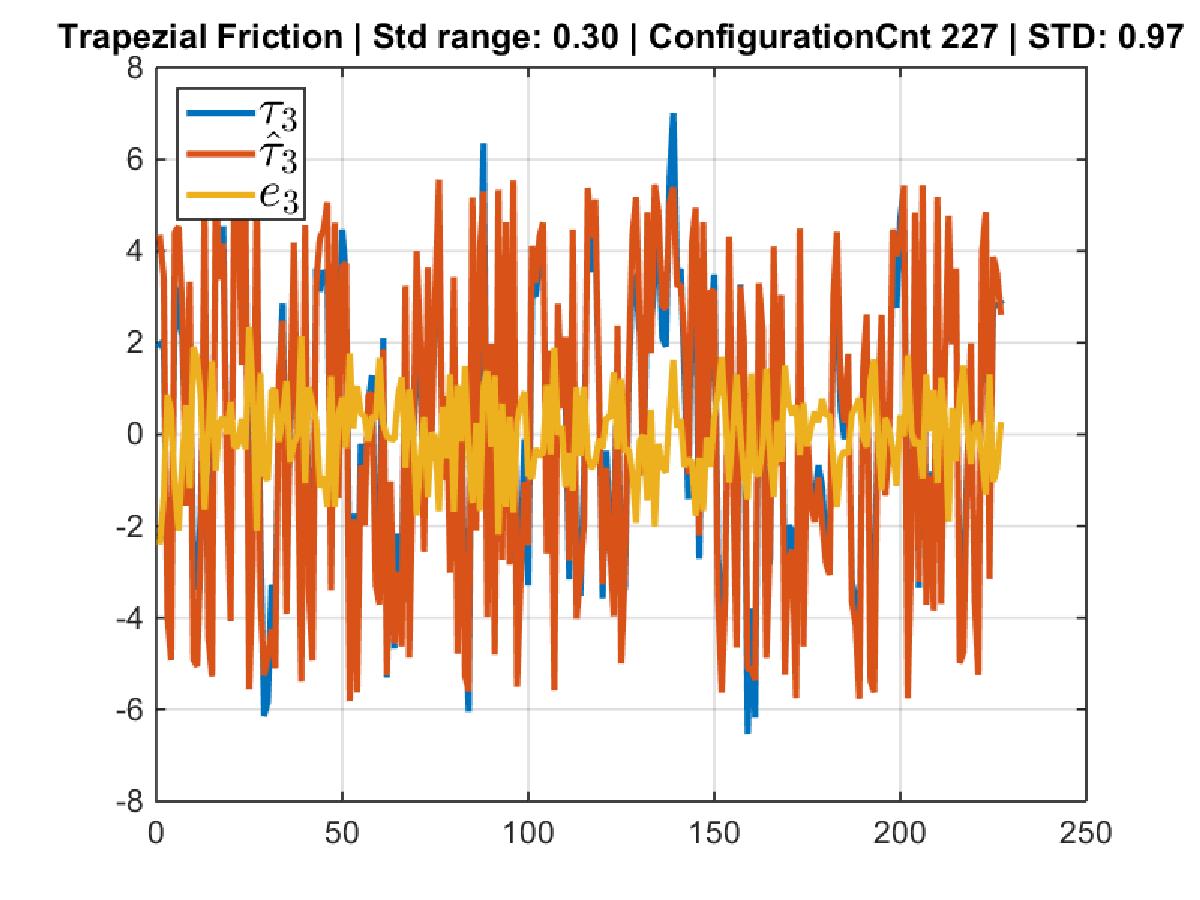 Trapezial Friction | Std range: 0.30 | ConfigurationCnt 227 | STD: 0.97
8
6
4
2
0
-2
-4
-6
-8
τ3
τ̂3
e3
0 50 100 150 200 250